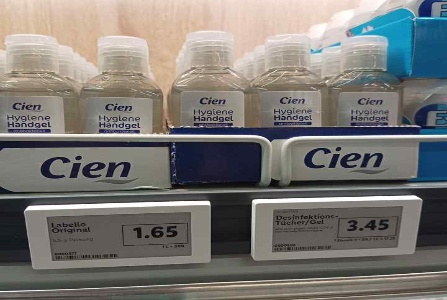 Cien
Hygiene
Handgel
Cien
Hygiene
Handgel
Cien
Hygiene
Handgel
Cien
Hygiene
Handgel
Cien
Hygiene
Handgel
Cien
Cien
Labello
Original
1.65
Desinfektions-
Tücher/Gel
3.45